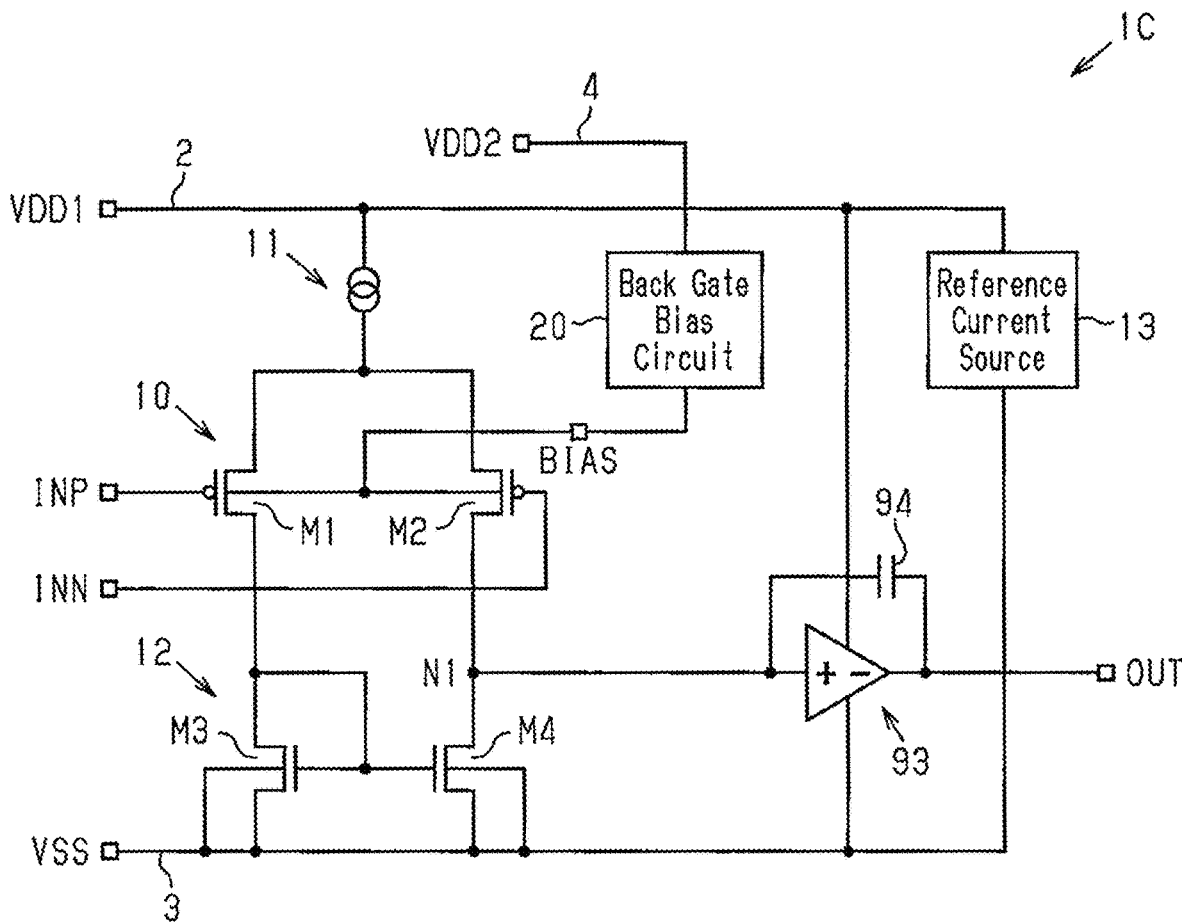 1C
4
VDD2
2
VDD1
11
Back Gate
Bias
Circuit
20
Reference
Current
Source
13
10
BIAS
INP
M1
M2
94
INN
12
N1
+ -
OUT
M3
M4
93
VSS
3